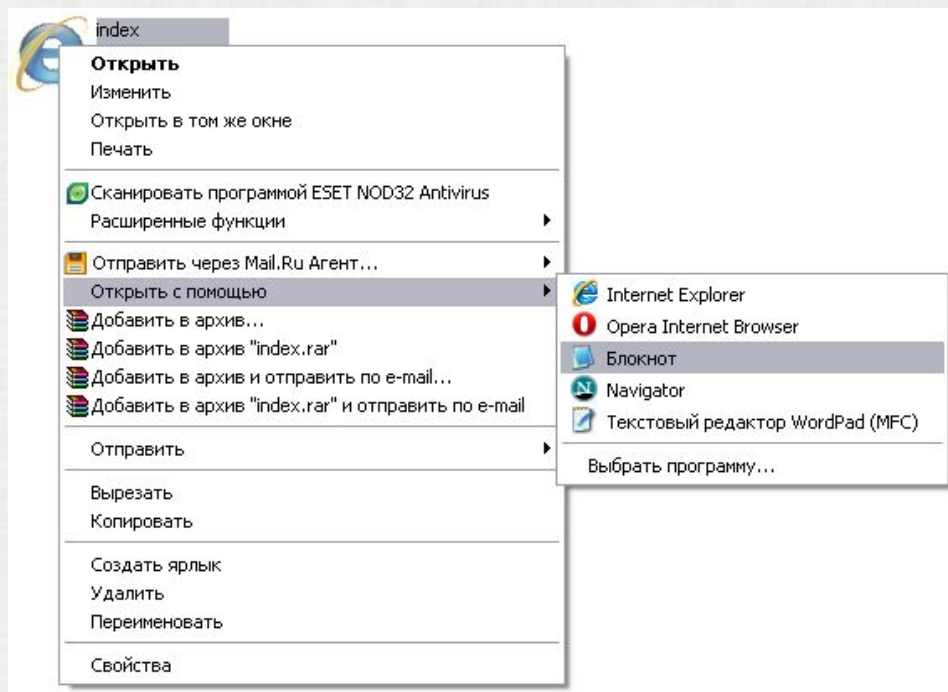 index
Открыть
Изменить
Открыть в том же окне
Печать
Сканировать программой ESET NOD32 Antivirus
Расширенные функции
Отправить через Mail.Ru Агент...
Открыть с помощью
Добавить в архив...
Добавить в архив "index.rar"
Добавить в архив и отправить по e-mail...
Добавить в архив "index.rar" и отправить по e-mail
Отправить
Вырезать
Копировать
Создать ярлык
Удалить
Переименовать
Свойства
Internet Explorer
Opera Internet Browser
Блокнот
Navigator
Текстовый редактор WordPad (MFC)
Выбрать программу...